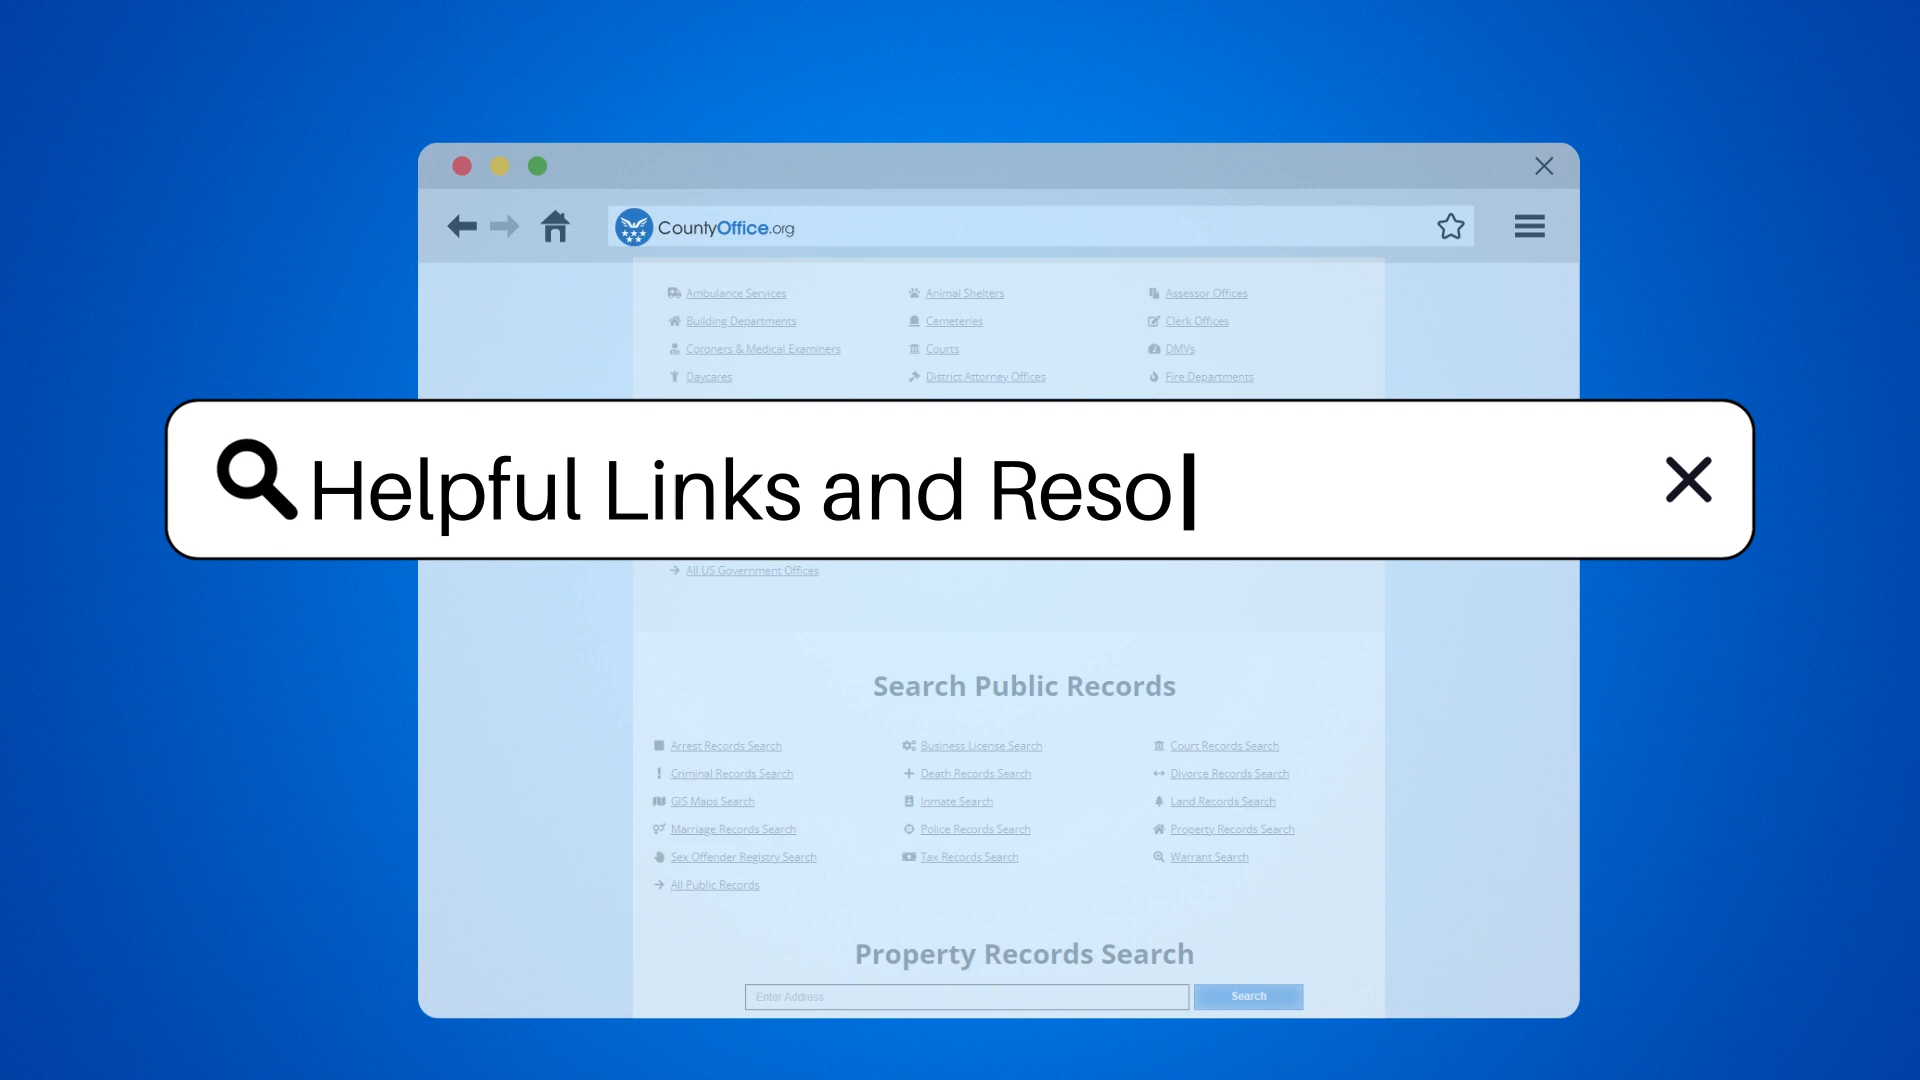 CountyOffice.org
Ambulance Services Animal Shelters Assessor Offices
Building Departments Cemeteries Clerk Offices
Coroners & Medical Examiners Courts DMVs
Daycares District Attorney Offices Fire Departments
Helpful Links and Reso
All US Government Offices
Search Public Records
Arrest Records Search Business License Search Court Records Search
Criminal Records Search Death Records Search Divorce Records Search
GIS Maps Search Inmate Search Land Records Search
Marriage Records Search Police Records Search Property Records Search
Sex Offender Registry Search Tax Records Search Warrant Search
All Public Records
Property Records Search
Enter Address Search